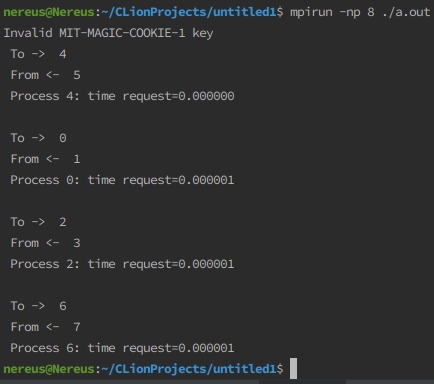 nereus@Nereus:~/CLionProjects/untitled1$ mpirun -np 8 ./a.out
Invalid MIT-MAGIC-COOKIE-1 key
To -> 4
From <- 5
Process 4: time request=0.000000
To -> 0
From <- 1
Process 0: time request=0.000001
To -> 2
From <- 3
Process 2: time request=0.000001
To -> 6
From <- 7
Process 6: time request=0.000001
nereus@Nereus:~/CLionProjects/untitled1$